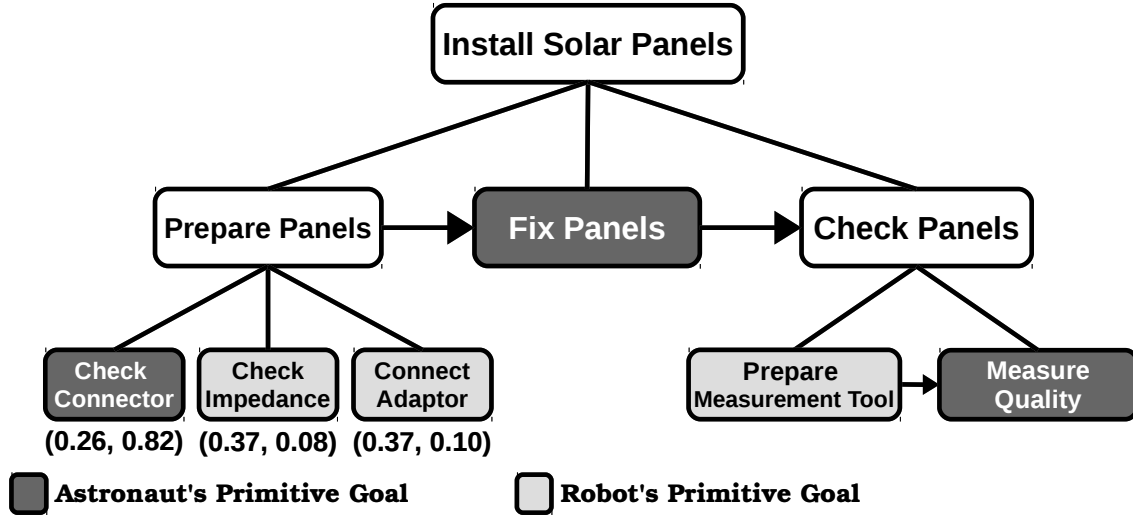 Install Solar Panels
Prepare Panels
Fix Panels
Check Panels
Check
Connector
Check
Impedance
Connect
Adaptor
Prepare
Measurement Tool
Measure
Quality
(0.26, 0.82) (0.37, 0.08) (0.37, 0.10)
Astronaut's Primitive Goal
Robot's Primitive Goal